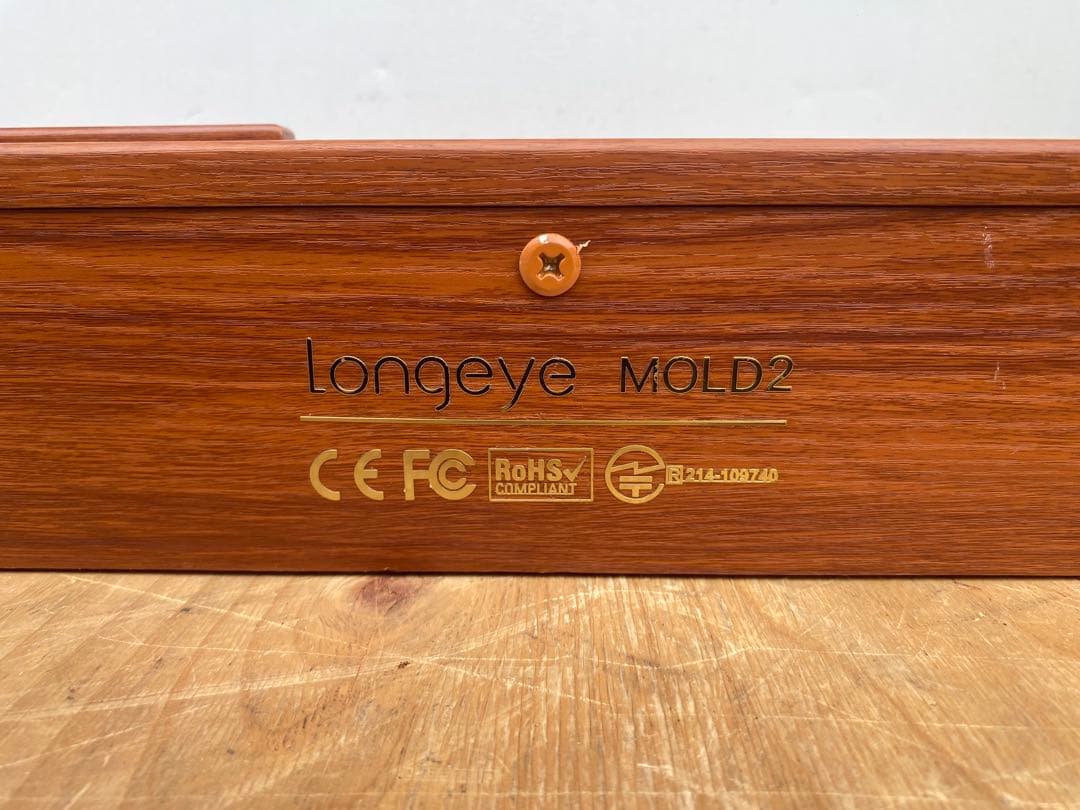 Longeye MOLD2
CE FC RoHS COMPLIANT R 214-109740